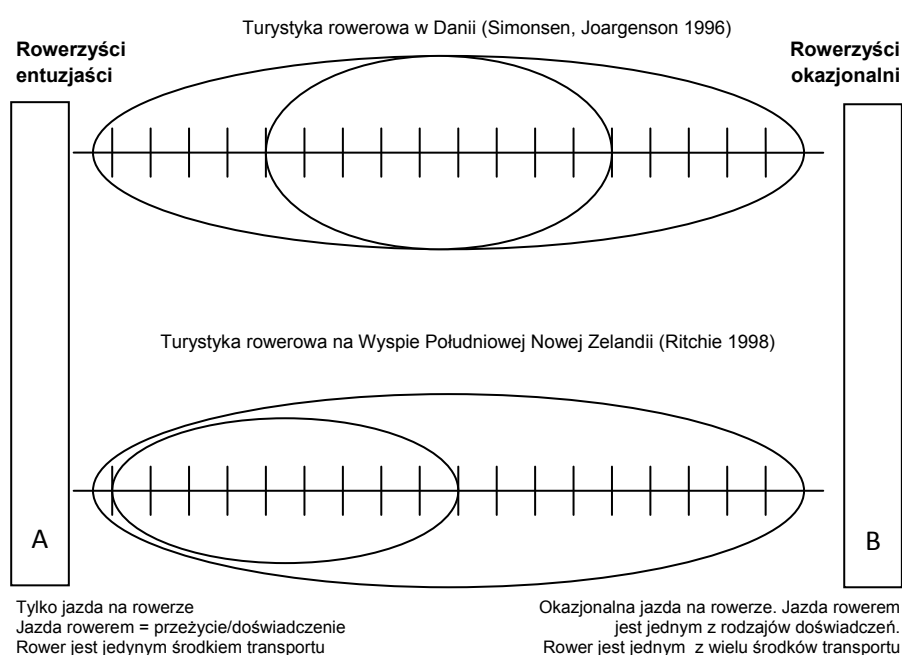 Turystyka rowerowa w Danii (Simonsen, Joargenson 1996)
Rowerzyści
entuzjaści
Rowerzyści
okazjonalni
Turystyka rowerowa na Wyspie Południowej Nowej Zelandii (Ritchie 1998)
A
B
Tylko jazda na rowerze
Jazda rowerem = przeżycie/doświadczenie
Rower jest jedynym środkiem transportu
Okazjonalna jazda na rowerze. Jazda rowerem
jest jednym z rodzajów doświadczeń.
Rower jest jednym z wielu środków transportu